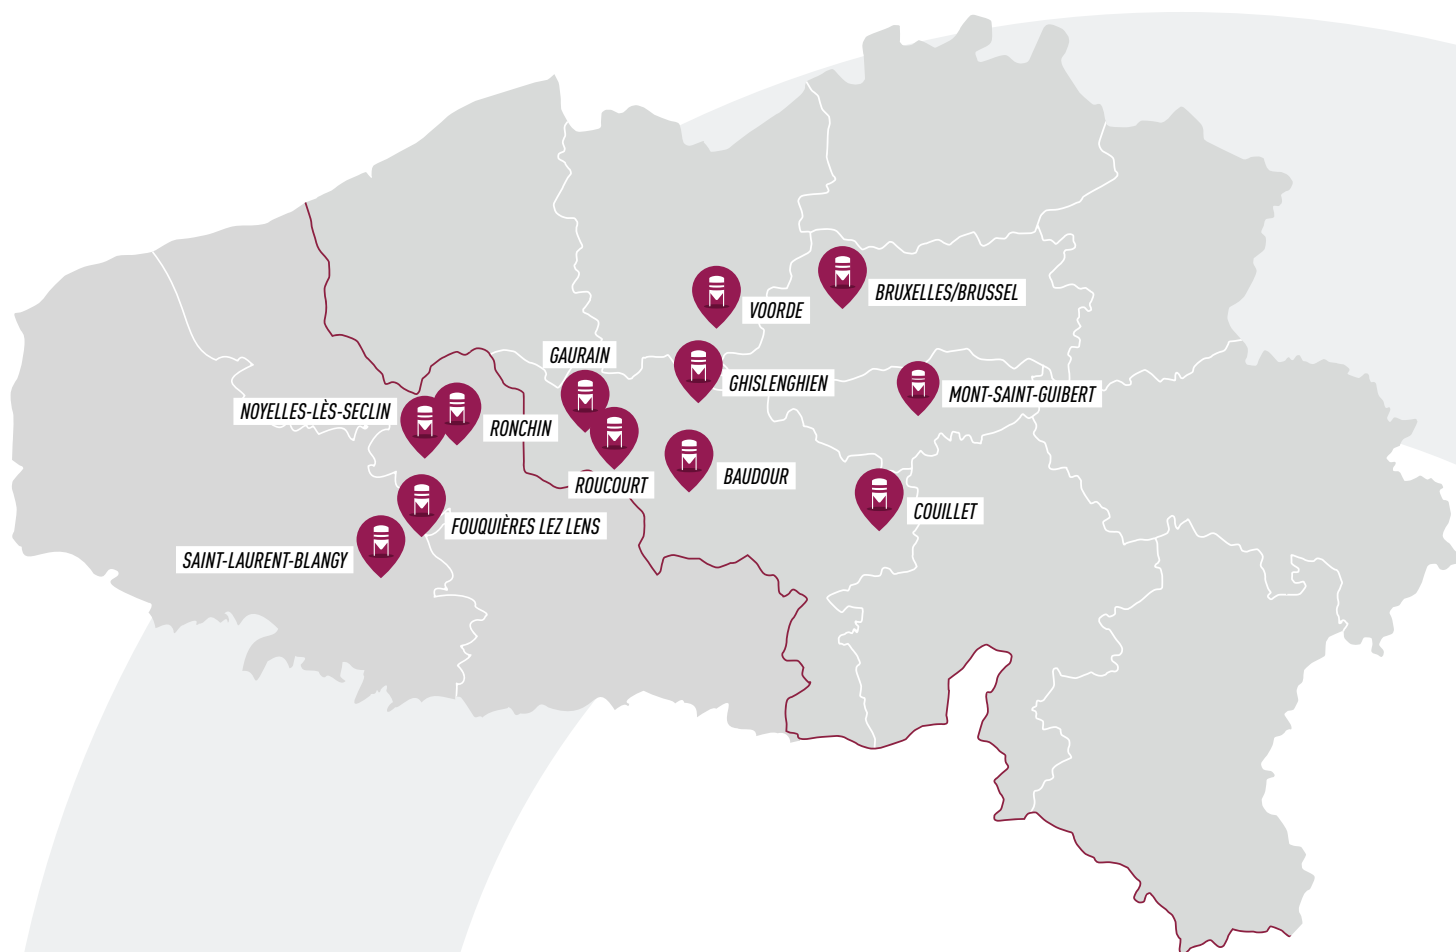 BRUXELLES/BRUSSEL
VOORDE
GAURAIN
GHISLENGHIEN
MONT-SAINT-GUIBERT
NOYELLES-LÈS-SECLIN
RONCHIN
BAUDOUR
ROUCOURT
COUILLET
FOUQUIÈRES LEZ LENS
SAINT-LAURENT-BLANGY